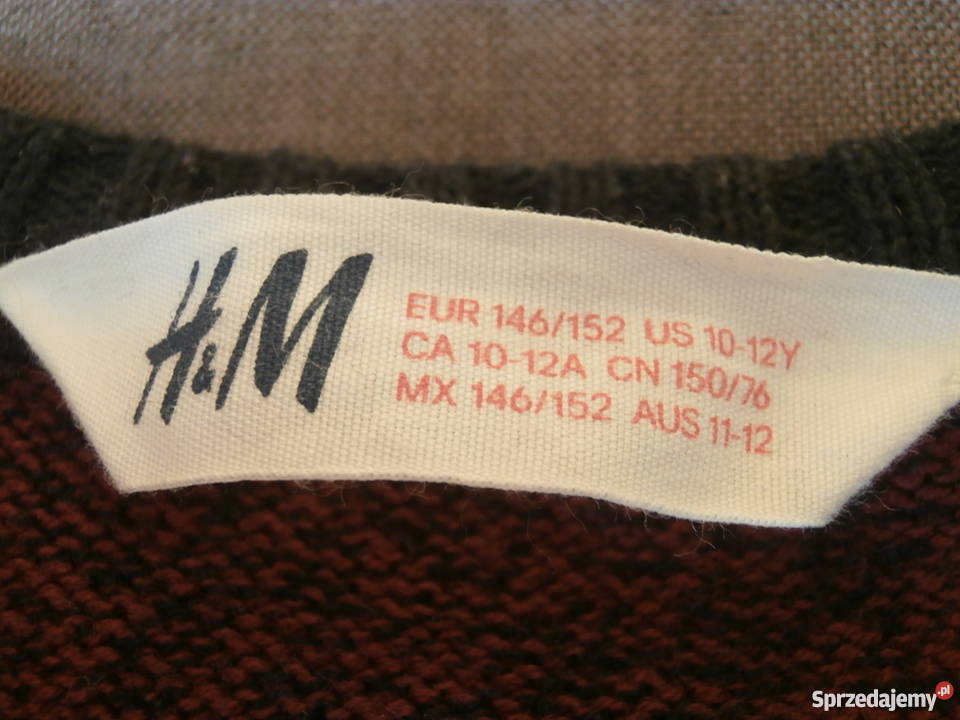 H&M
EUR 146/152 US 10-12Y
CA 10-12A CN 150/76
MX 146/152 AUS 11-12
Sprzedajemy.pl